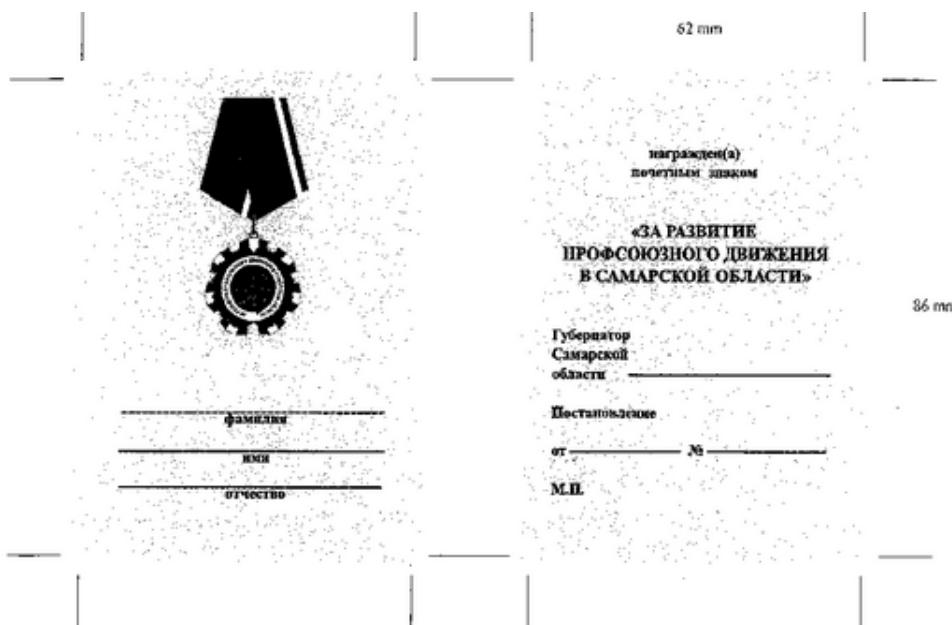 62 mm
фамилия
имя
отчество
награжден(а)
почетным знаком
«ЗА РАЗВИТИЕ
ПРОФСОЮЗНОГО ДВИЖЕНИЯ
В САМАРСКОЙ ОБЛАСТИ»
Губернатор
Самарской
области
Постановление
от №
М.П.
86 mm